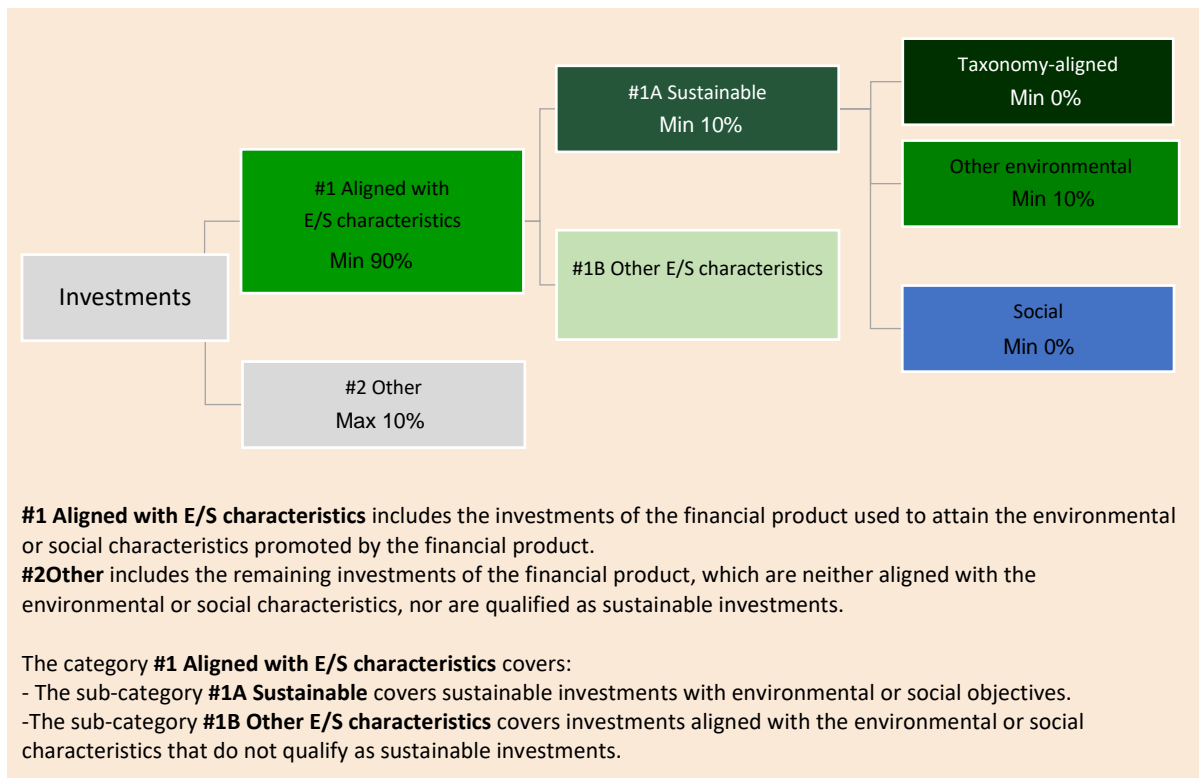 Investments
#1 Aligned with
E/S characteristics
Min 90%
#2 Other
Max 10%
#1A Sustainable
Min 10%
#1B Other E/S characteristics
Taxonomy-aligned
Min 0%
Other environmental
Min 10%
Social
Min 0%
#1 Aligned with E/S characteristics includes the investments of the financial product used to attain the environmental
or social characteristics promoted by the financial product.
#2Other includes the remaining investments of the financial product, which are neither aligned with the
environmental or social characteristics, nor are qualified as sustainable investments.
The category #1 Aligned with E/S characteristics covers:
- The sub-category #1A Sustainable covers sustainable investments with environmental or social objectives.
-The sub-category #1B Other E/S characteristics covers investments aligned with the environmental or social
characteristics that do not qualify as sustainable investments.